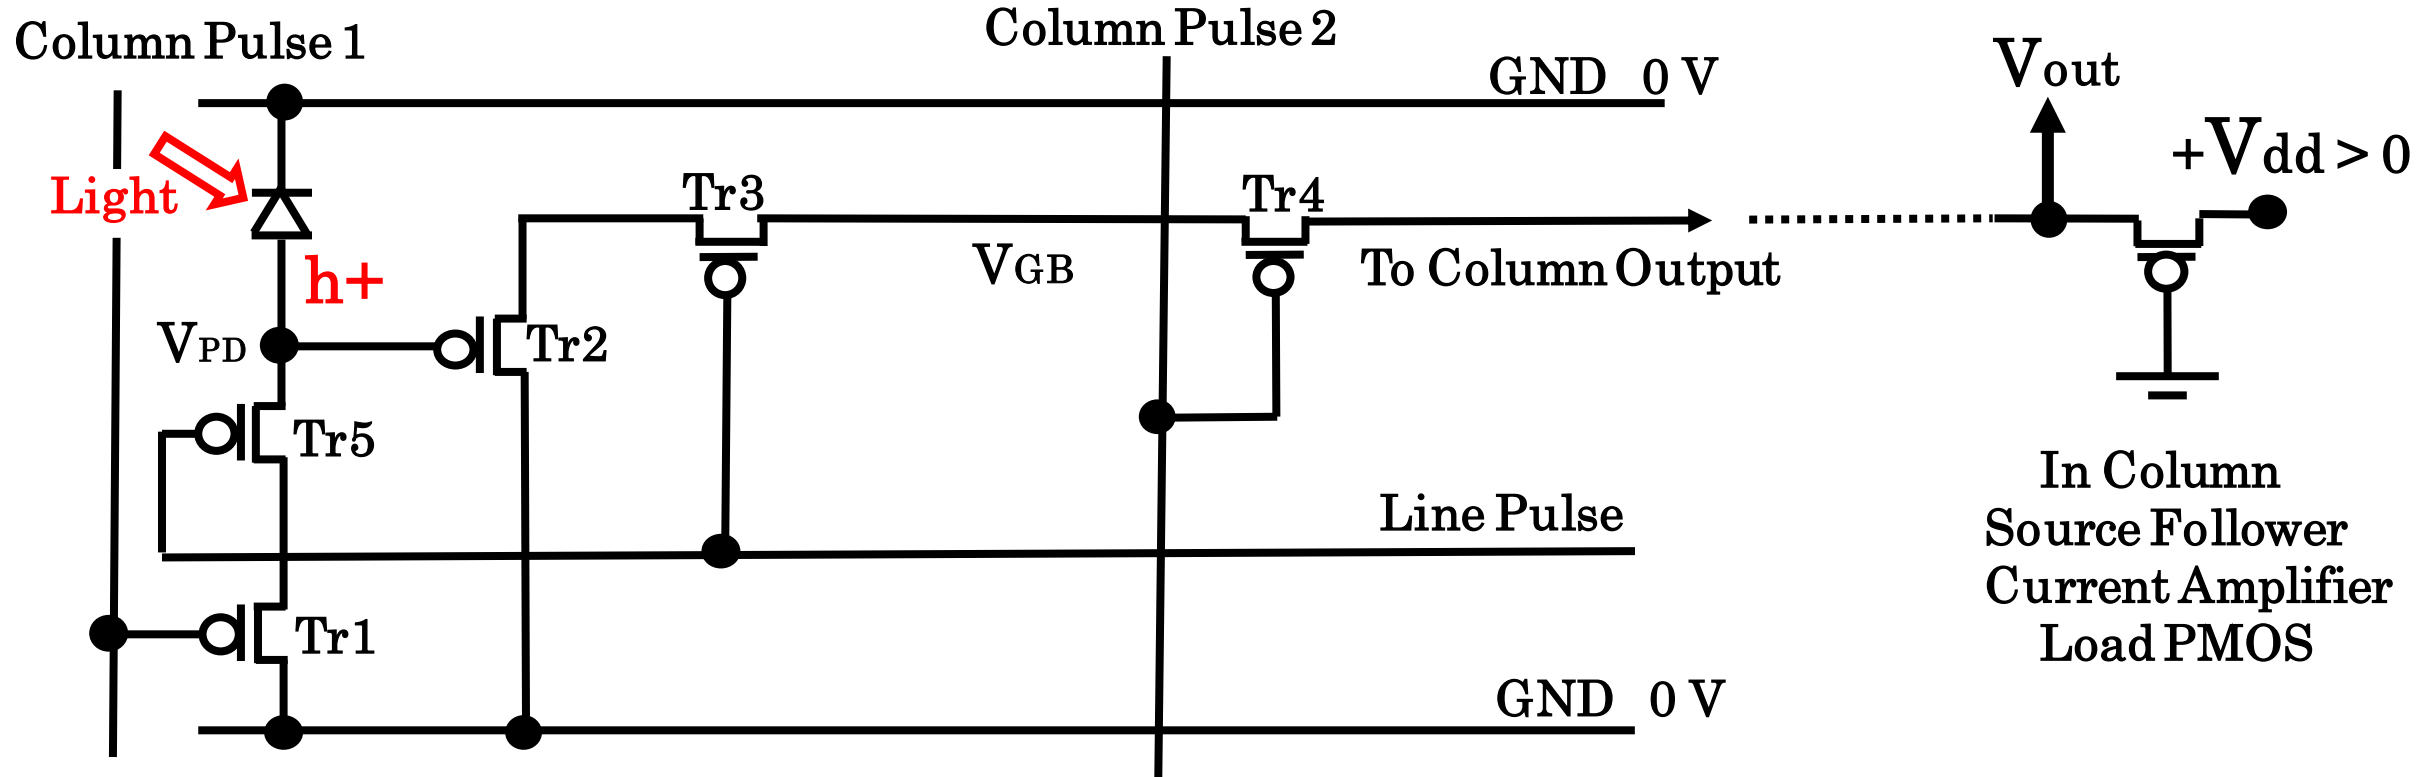 Column Pulse 1
Column Pulse 2
GND 0 V
Vout
+Vdd > 0
Light
Tr3
Tr4
h+
VGB
To Column Output
VPD
Tr2
Tr5
In Column
Source Follower
Current Amplifier
Load PMOS
Line Pulse
Tr1
GND 0 V